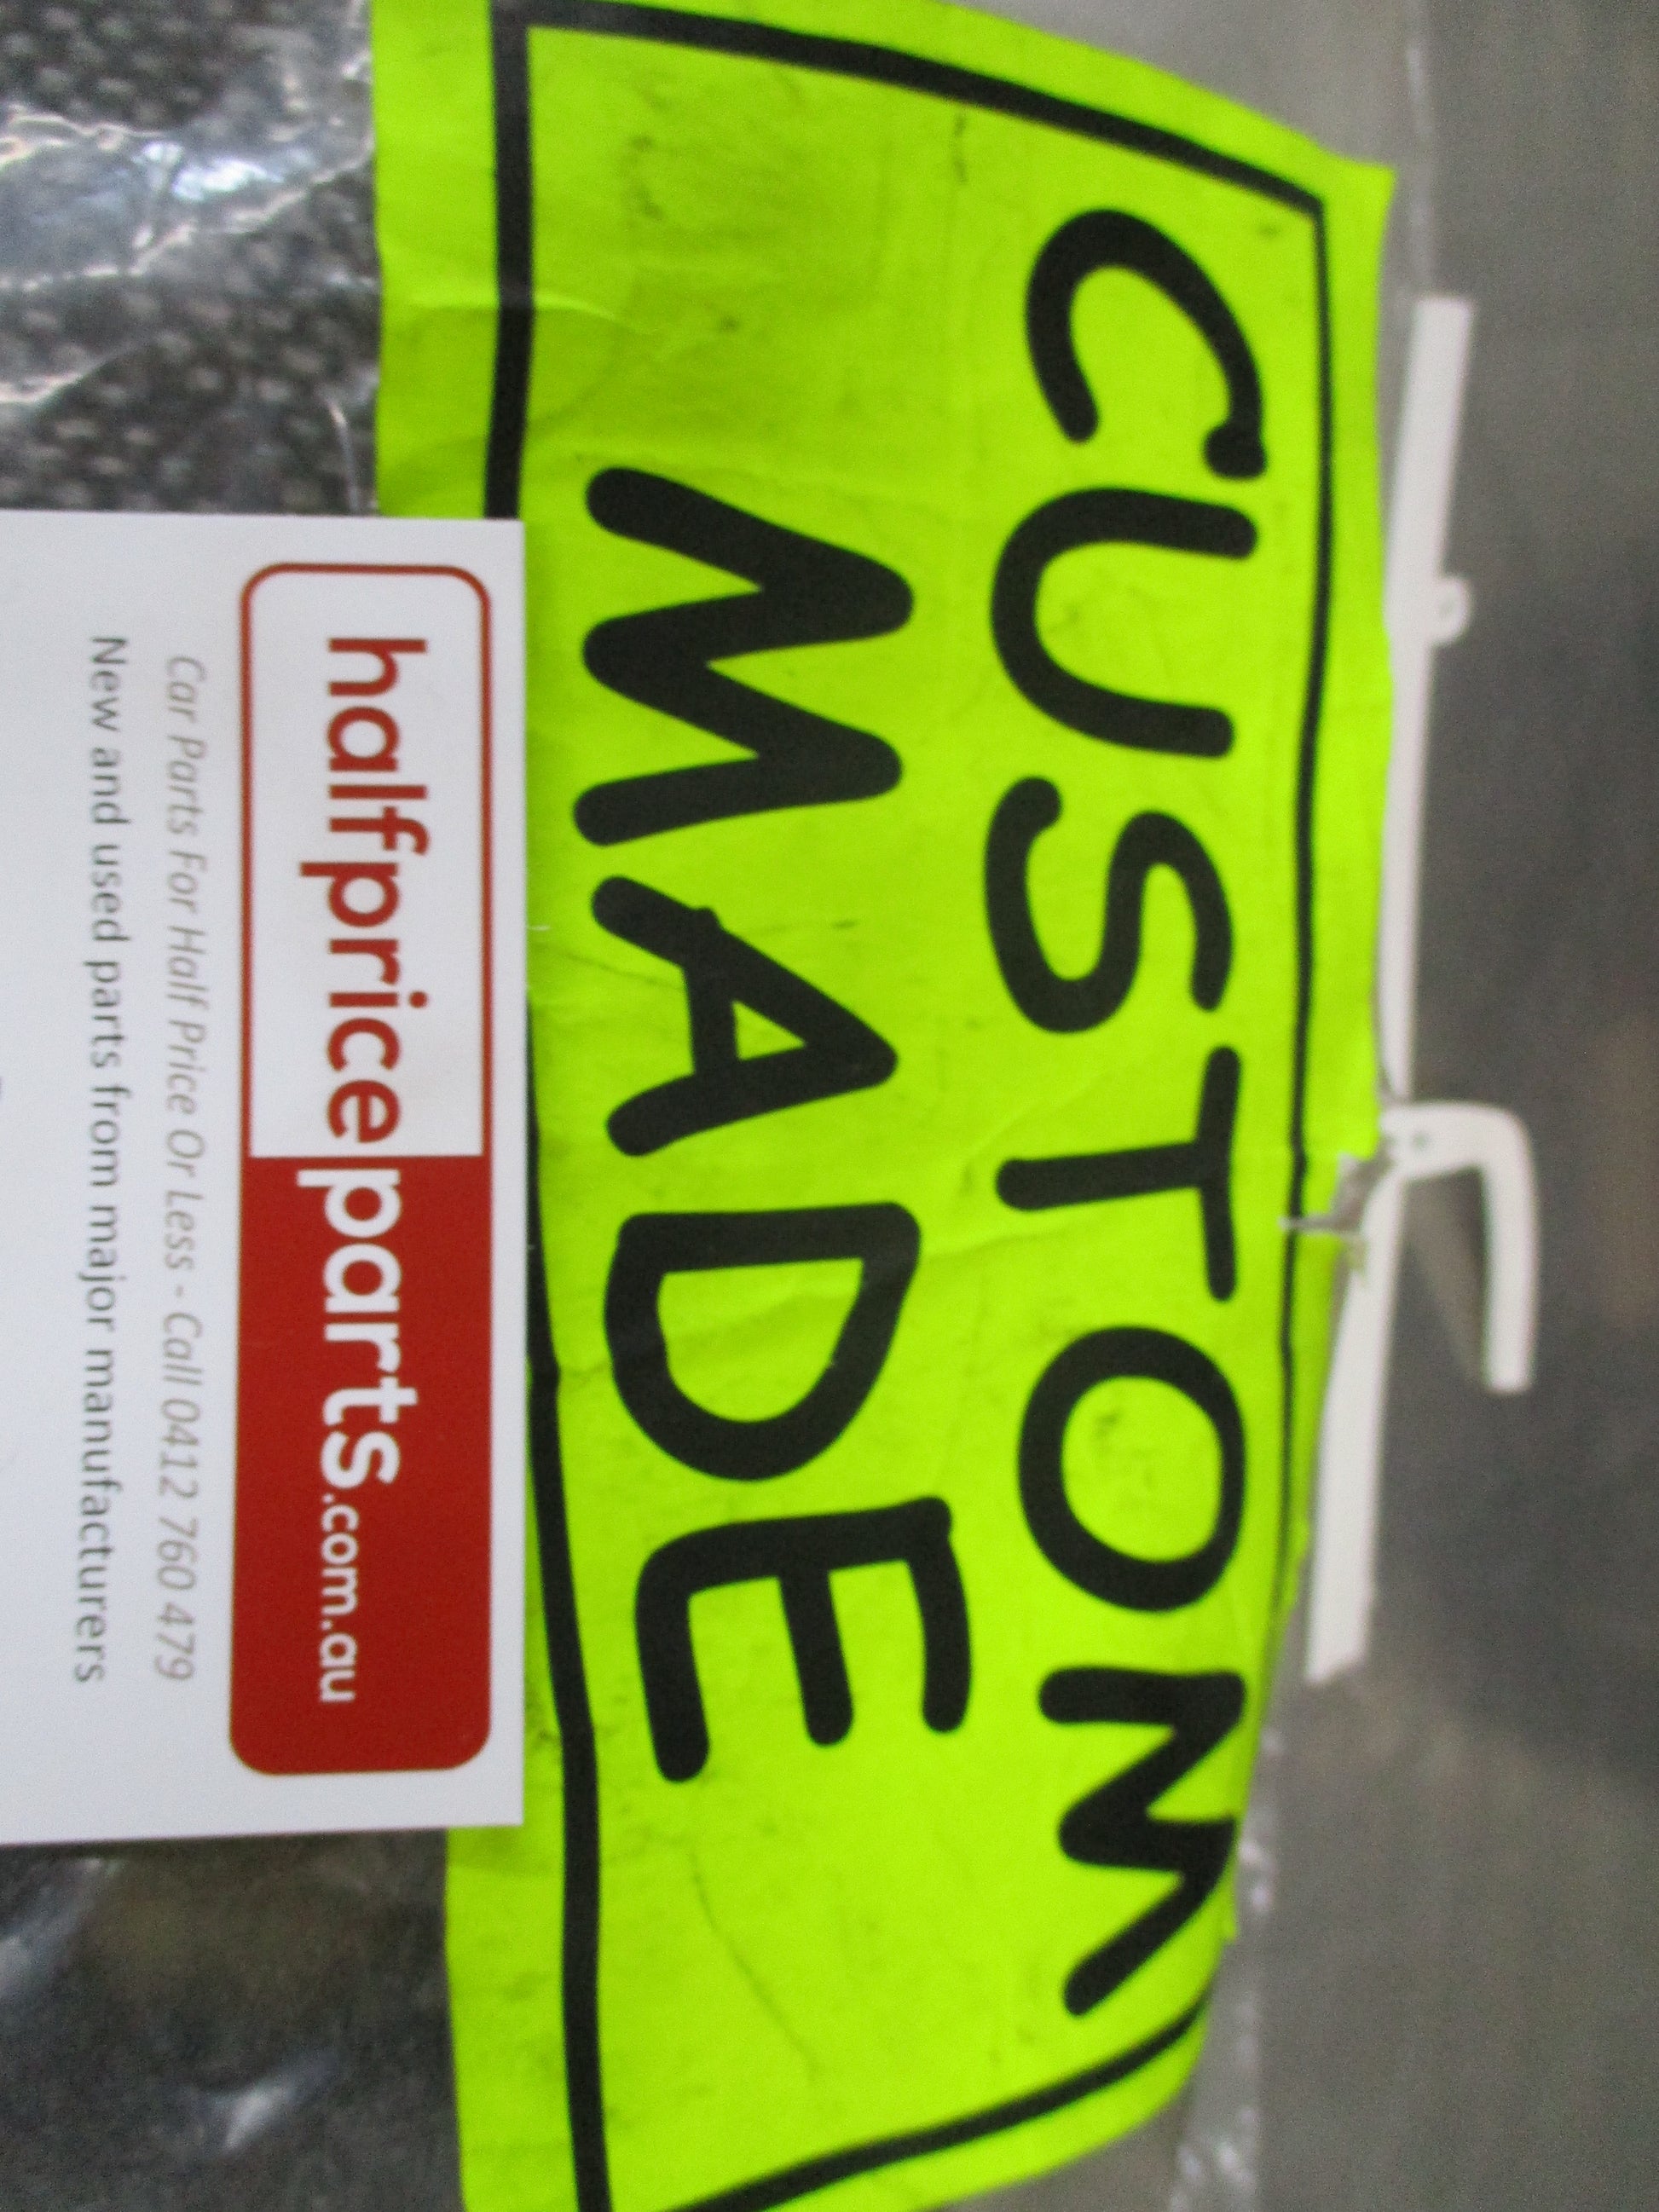 CUSTOM
MADE
halfpriceparts.com.au
Car Parts For Half Price Or Less - Call 0412 760 479
New and used parts from major manufacturers